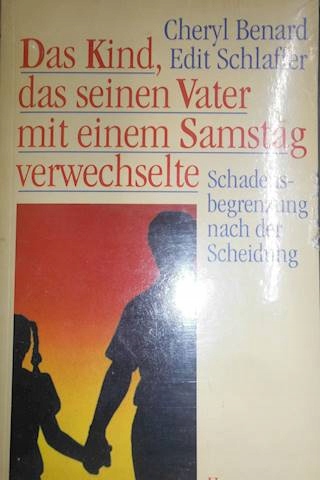 Cheryl Benard
Edit Schlaffer
Das Kind,
das seinen Vater
mit einem Samstag
verwechselte
Schadens-
begrenzung
nach der
Scheidung